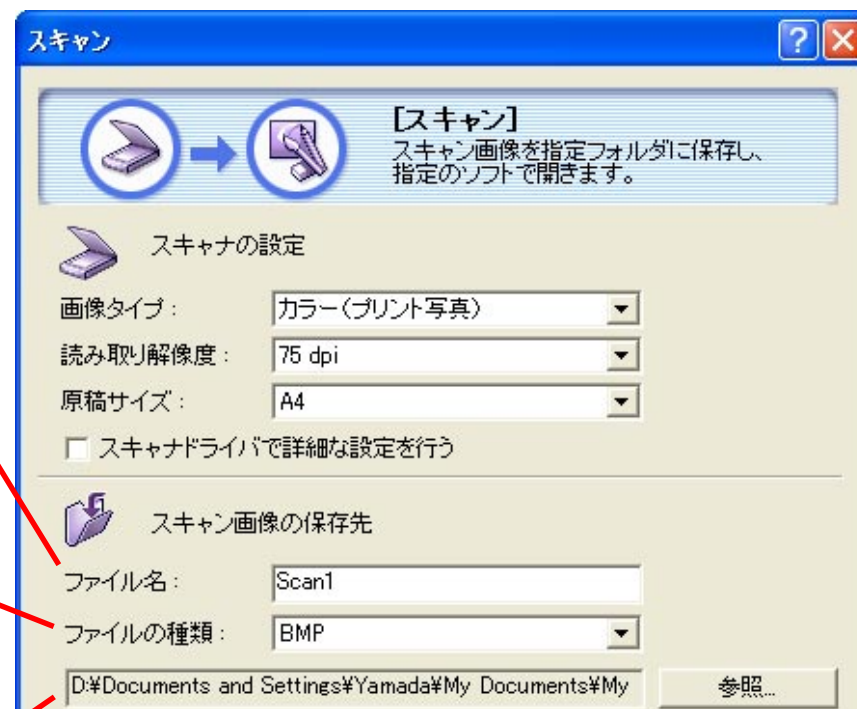 スキャン
[スキャン]
スキャン画像を指定フォルダに保存し、
指定のソフトで開きます。
スキャナの設定
画像タイプ: カラー(プリント写真)
読み取り解像度: 75 dpi
原稿サイズ: A4
スキャナドライバで詳細な設定を行う
スキャン画像の保存先
ファイル名: Scan1
ファイルの種類: BMP
D:¥Documents and Settings¥Yamada¥My Documents¥My 参照...